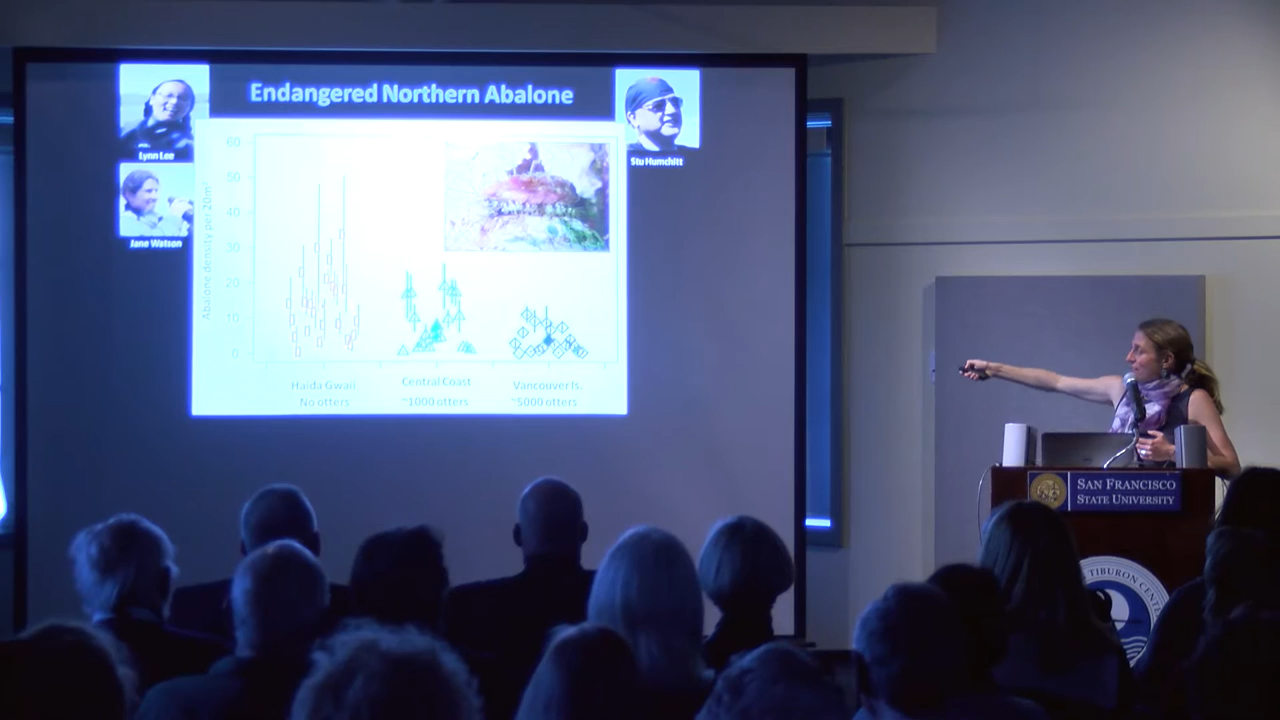 Endangered Northern Abalone
Lynn Lee
Jane Watson
Stu Humchitt
Abalone density per 20m²
60
50
40
30
20
10
0
Haida Gwaii
No otters
Central Coast
~1000 otters
Vancouver Is.
~5000 otters
SAN FRANCISCO
STATE UNIVERSITY
TIBURON CENTER